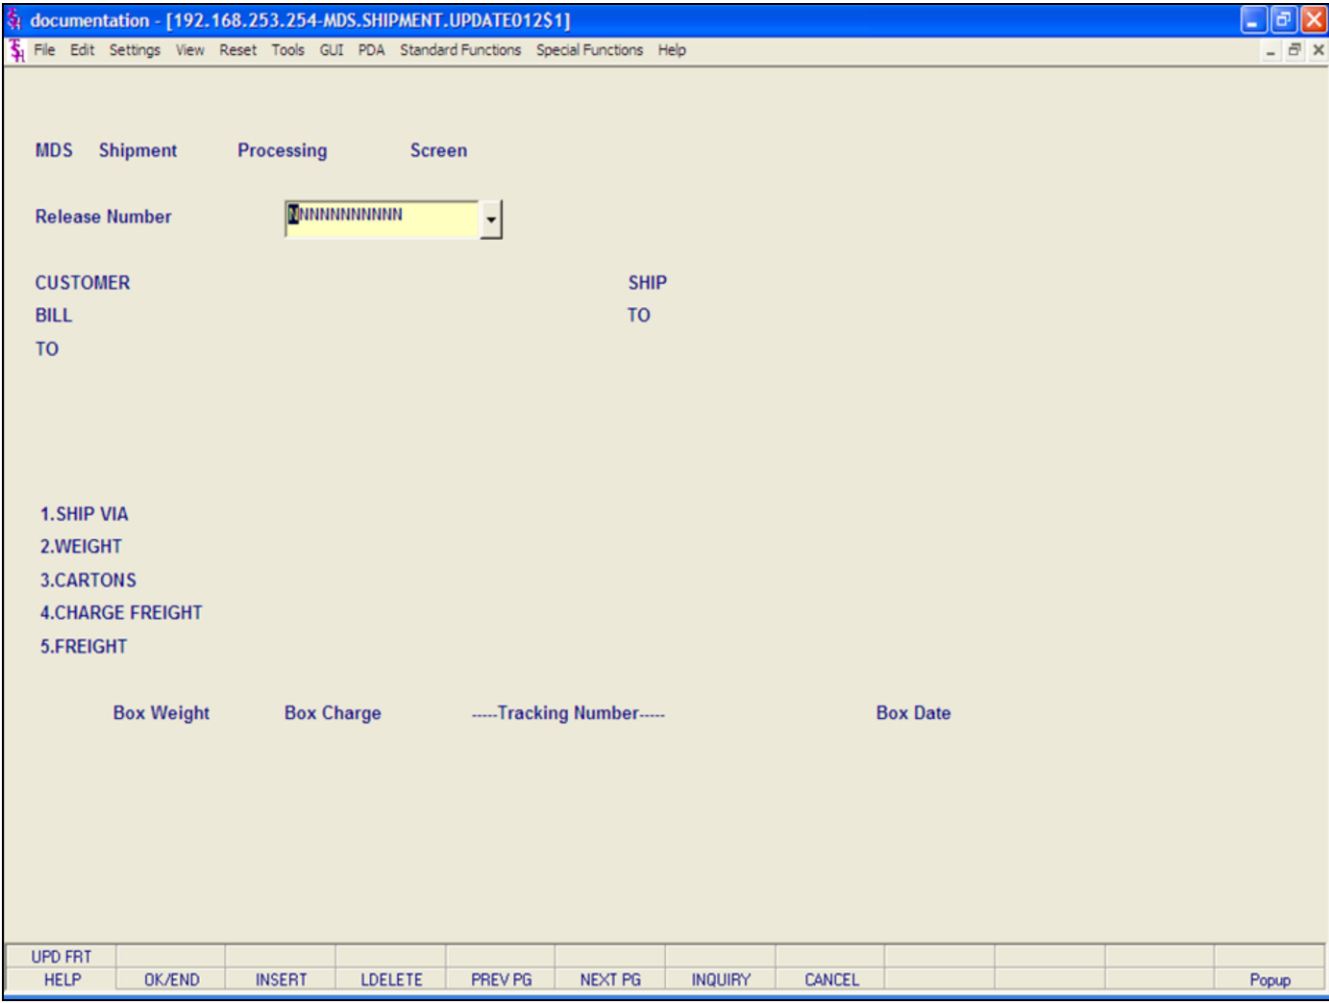 documentation - [192.168.253.254-MDS.SHIPMENT.UPDATE012$1]
File Edit Settings View Reset Tools GUI PDA Standard Functions Special Functions Help
MDS Shipment Processing Screen
Release Number NNNNNNNNNNNN
CUSTOMER SHIP
BILL TO
TO
1.SHIP VIA
2.WEIGHT
3.CARTONS
4.CHARGE FREIGHT
5.FREIGHT
Box Weight Box Charge -----Tracking Number----- Box Date
UPD FRT
HELP OK/END INSERT LDELETE PREV PG NEXT PG INQUIRY CANCEL Popup